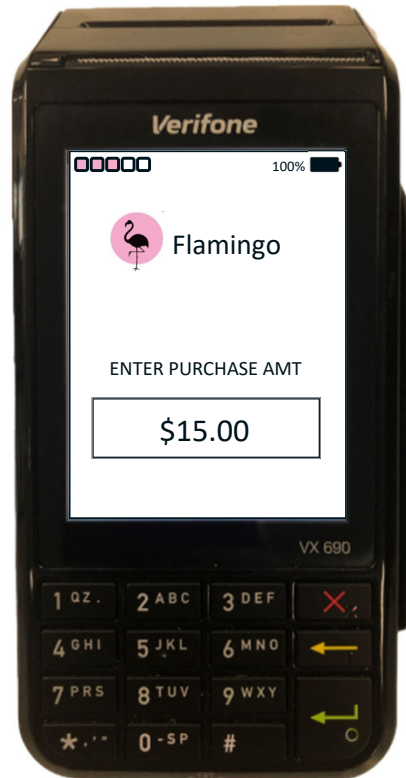 Verifone
100%
Flamingo
ENTER PURCHASE AMT
$15.00
VX 690
1 QZ. 2 ABC 3 DEF
4 GHI 5 JKL 6 MNO
7 PRS 8 TUV 9 WXY
*.'" 0 -SP #